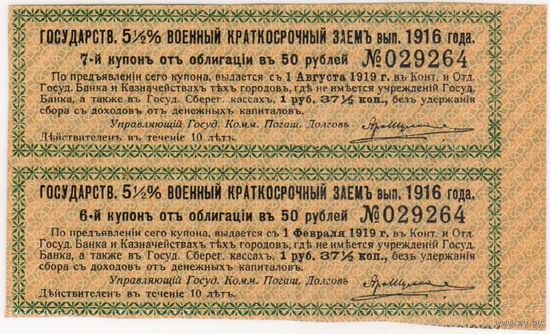 ГОСУДАРСТВ. 5½% ВОЕННЫЙ КРАТКОСРОЧНЫЙ ЗАЕМЪ вып. 1916 года.
7-й купонъ отъ облигаціи въ 50 рублей №029264
По предъявленіи сего купона, выдается съ 1 Августа 1919 г. въ Конт. и Отд.
Госуд. Банка и Казначействахъ тѣхъ городовъ, гдѣ не имѣется учрежденій Госуд.
Банка, а также въ Госуд. Сберег. кассахъ, 1 руб. 37½ коп., безъ удержанія
сбора съ доходовъ отъ денежныхъ капиталовъ.
Управляющій Госуд. Комм. Погаш. Долговъ
Дѣйствителенъ въ теченіе 10 лѣтъ.
ГОСУДАРСТВ. 5½% ВОЕННЫЙ КРАТКОСРОЧНЫЙ ЗАЕМЪ вып. 1916 года.
6-й купонъ отъ облигаціи въ 50 рублей №029264
По предъявленіи сего купона, выдается съ 1 Февраля 1919 г. въ Конт. и Отд.
Госуд. Банка и Казначействахъ тѣхъ городовъ, гдѣ не имѣется учрежденій Госуд.
Банка, а также въ Госуд. Сберег. кассахъ, 1 руб. 37½ коп., безъ удержанія
сбора съ доходовъ отъ денежныхъ капиталовъ.
Управляющій Госуд. Комм. Погаш. Долговъ
Дѣйствителенъ въ теченіе 10 лѣтъ.